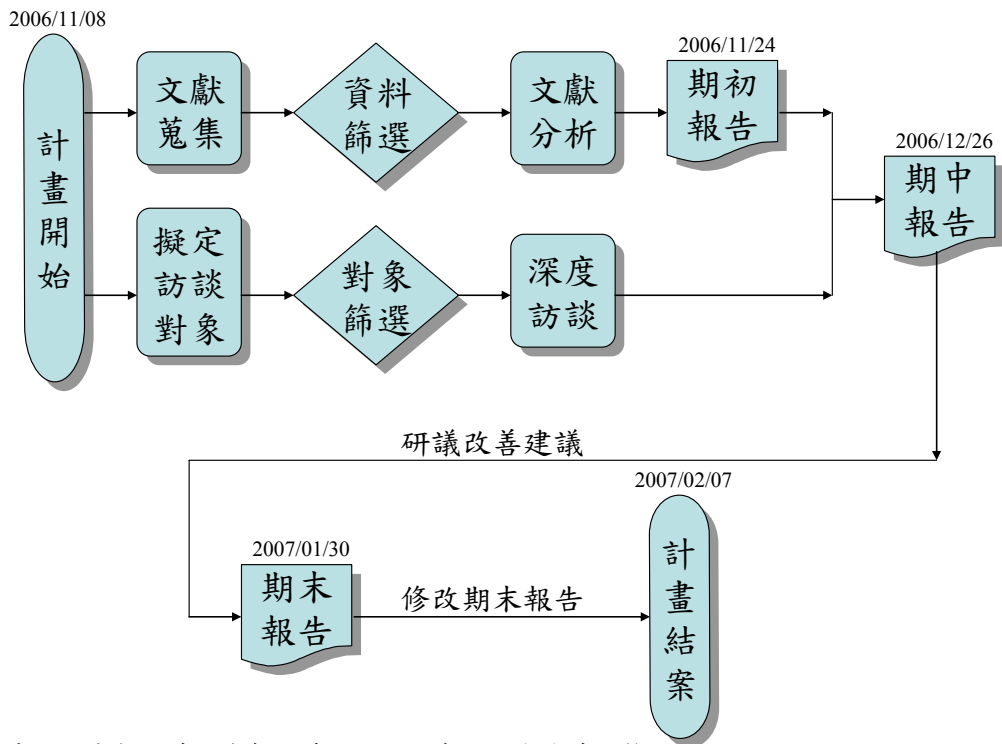 2006/11/08
計
畫
開
始
文獻
蒐集
資料
篩選
文獻
分析
2006/11/24
期初
報告
擬定
訪談
對象
對象
篩選
深度
訪談
2006/12/26
期中
報告
研議改善建議
2007/01/30
期末
報告
修改期末報告
2007/02/07
計
畫
結
案